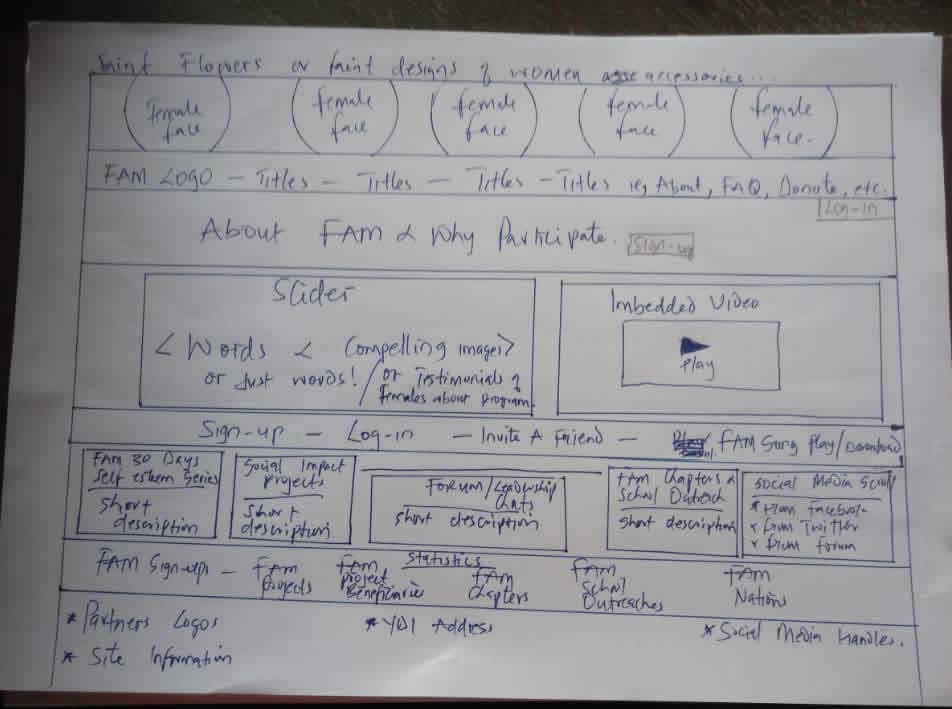 faint Flowers or faint designs of women accessories...
female face
female face
female face
female face
female face.
FAM LOGO - Titles - Titles - Titles - Titles ie, About, FAQ, Donate, etc.
Log-in
About FAM & Why Participate. Sign-up
Slider
< Words < Compelling images >
or Just words! / or Testimonials of
females about program
Imbedded Video
Play
Sign-up - Log-in - Invite A Friend - FAM Song Play/Download
FAM 30 Days
Self esteem Series
Short
description
Social Impact
projects
Short
description
Forum/Leadership
Chats
short description
FAM Chapters &
School Outreach
short description
Social Media Scroll
* From Facebook
* From Twitter
* From Forum
Statistics
FAM Sign-ups -
FAM
Projects
FAM
Project
Beneficiaries
FAM
Chapters
FAM
School
Outreaches
FAM
Nations
* Partners Logos
* YDI Address
* Social Media Handles.
* Site Information